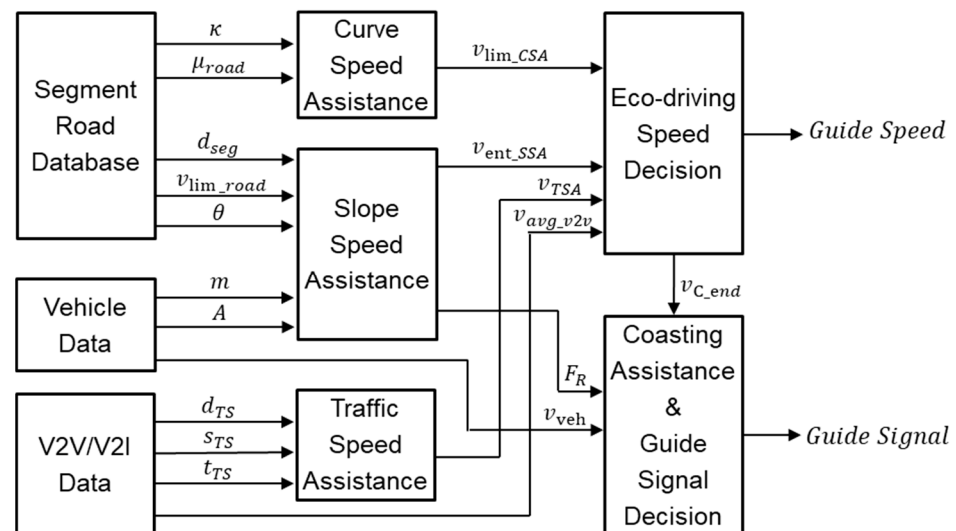 Segment
Road
Database
κ
μ_road
d_seg
v_lim_road
θ
Curve
Speed
Assistance
v_lim_CSA
Slope
Speed
Assistance
v_ent_SSA
v_TSA
v_avg_v2v
Eco-driving
Speed
Decision
Guide Speed
Vehicle
Data
m
A
v_C_end
F_R
v_veh
V2V/V2I
Data
d_TS
s_TS
t_TS
Traffic
Speed
Assistance
Coasting
Assistance
&
Guide
Signal
Decision
Guide Signal